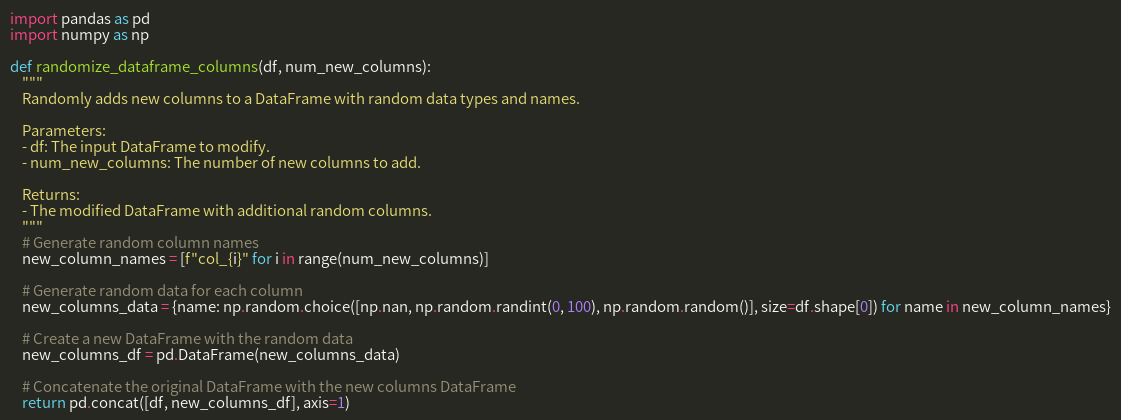 import pandas as pd
import numpy as np

def randomize_dataframe_columns(df, num_new_columns):
    """
    Randomly adds new columns to a DataFrame with random data types and names.

    Parameters:
    - df: The input DataFrame to modify.
    - num_new_columns: The number of new columns to add.

    Returns:
    - The modified DataFrame with additional random columns.
    """
    # Generate random column names
    new_column_names = [f"col_{i}" for i in range(num_new_columns)]

    # Generate random data for each column
    new_columns_data = {name: np.random.choice([np.nan, np.random.randint(0, 100), np.random.random()], size=df.shape[0]) for name in new_column_names}

    # Create a new DataFrame with the random data
    new_columns_df = pd.DataFrame(new_columns_data)

    # Concatenate the original DataFrame with the new columns DataFrame
    return pd.concat([df, new_columns_df], axis=1)